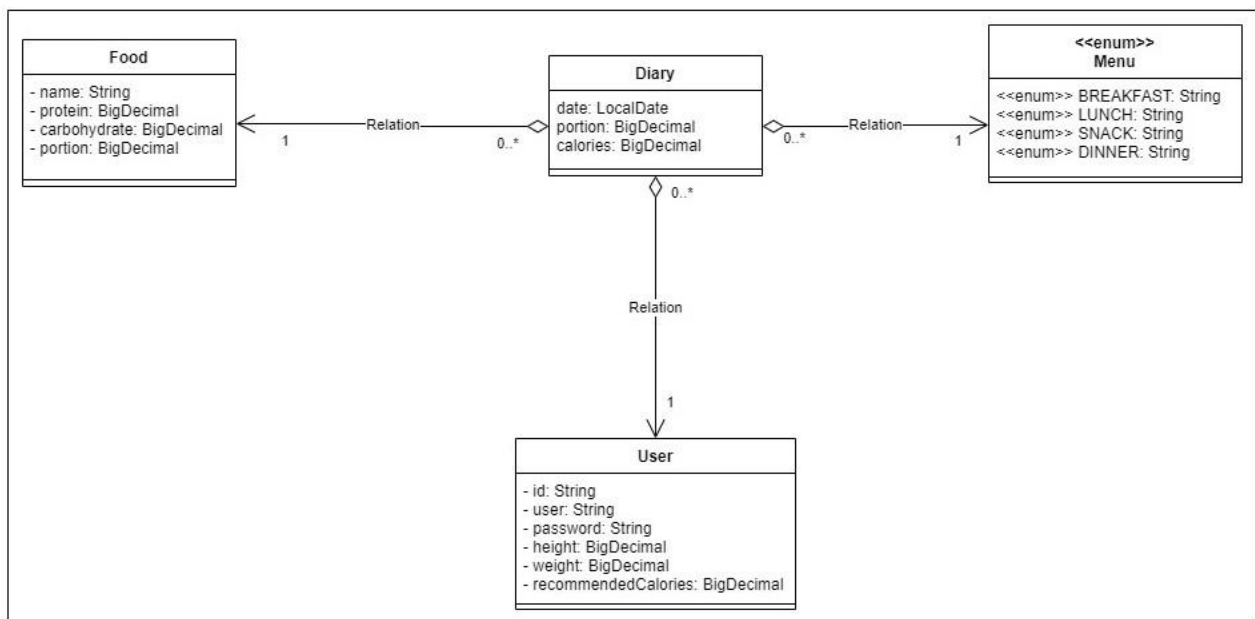 Food
- name: String
- protein: BigDecimal
- carbohydrate: BigDecimal
- portion: BigDecimal
1
Relation
0..*
Diary
date: LocalDate
portion: BigDecimal
calories: BigDecimal
0..*
Relation
1
<<enum>>
Menu
<<enum>> BREAKFAST: String
<<enum>> LUNCH: String
<<enum>> SNACK: String
<<enum>> DINNER: String
0..*
Relation
1
User
- id: String
- user: String
- password: String
- height: BigDecimal
- weight: BigDecimal
- recommendedCalories: BigDecimal